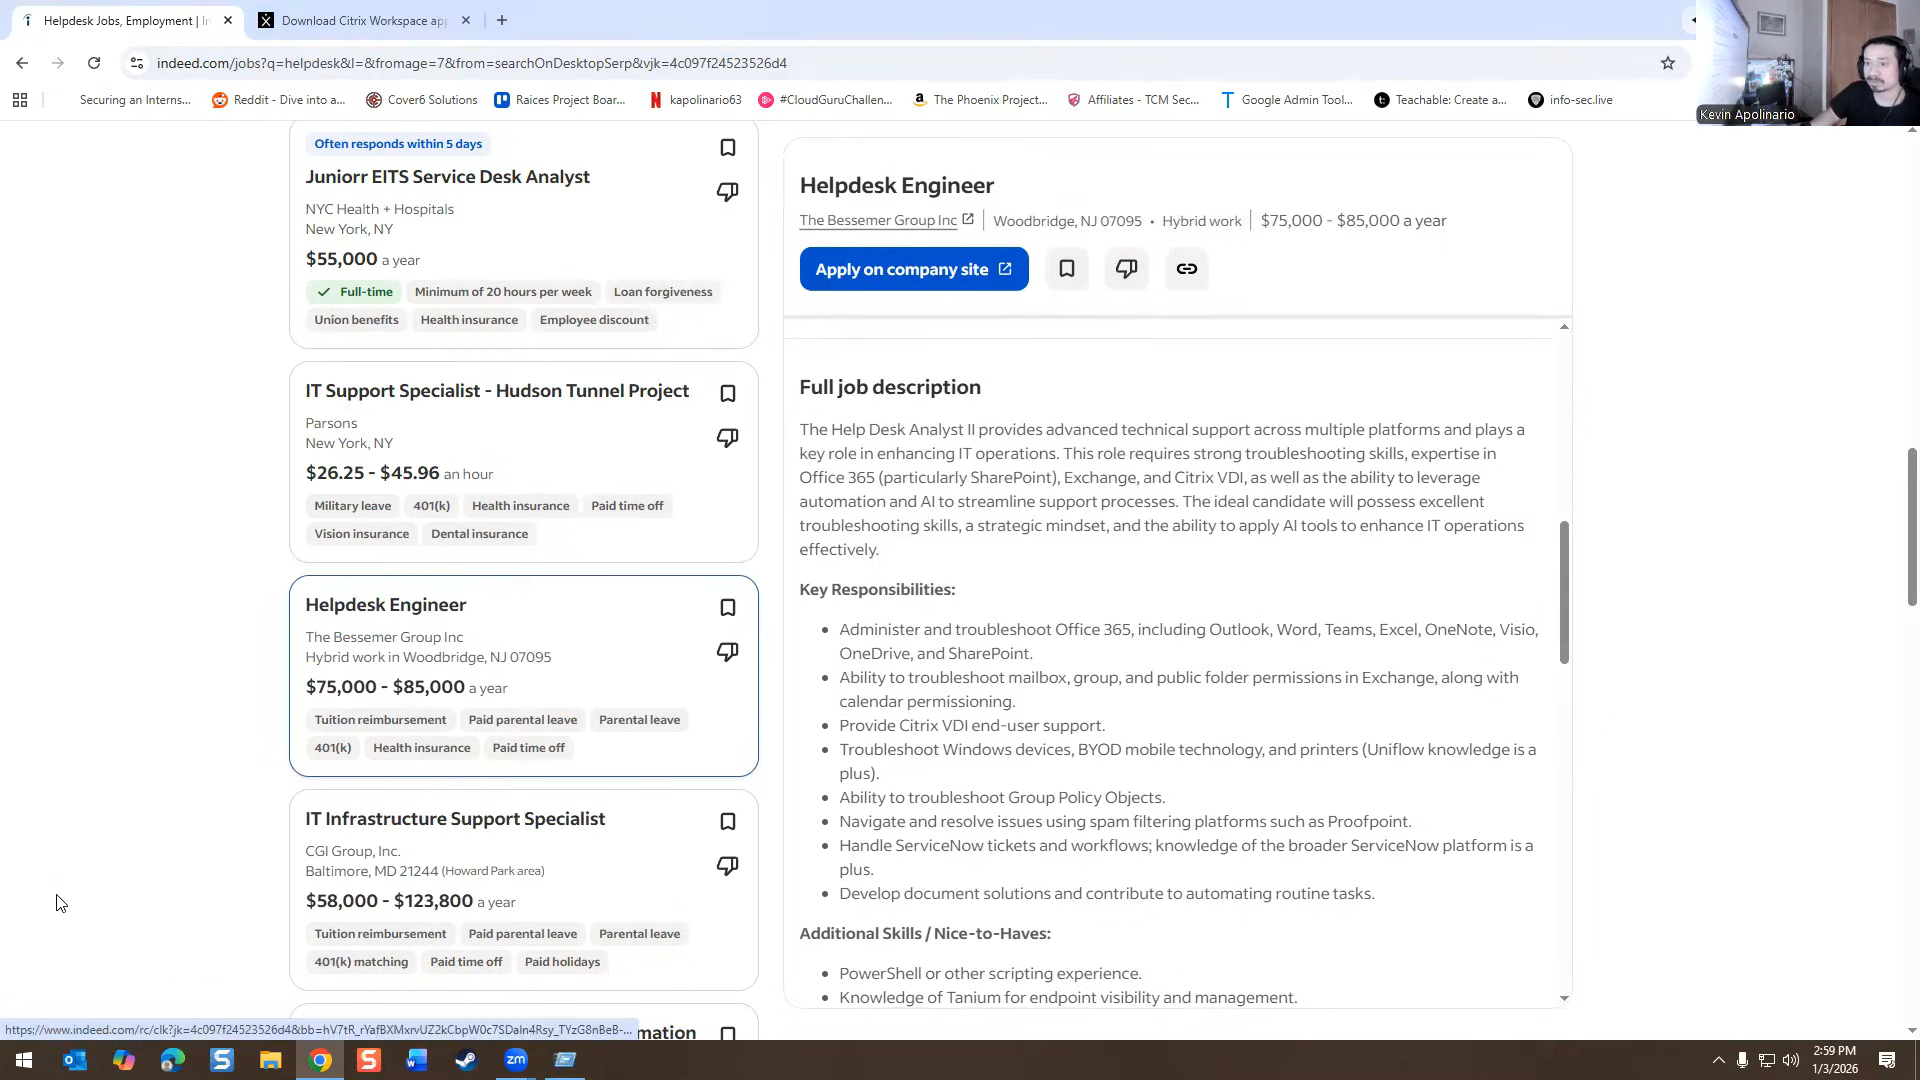 Helpdesk Jobs, Employment | In
Download Citrix Workspace app
indeed.com/jobs?q=helpdesk&l=&fromage=7&from=searchOnDesktopSerp&vjk=4c097f24523526d4
Securing an Interns...
Reddit - Dive into a...
Cover6 Solutions
Raices Project Boar...
kapolinario63
#CloudGuruChallen...
The Phoenix Project...
Affiliates - TCM Sec...
Google Admin Tool...
Teachable: Create a...
info-sec.live
Kevin Apolinario
Often responds within 5 days
Juniorr EITS Service Desk Analyst
NYC Health + Hospitals
New York, NY
$55,000 a year
Full-time
Minimum of 20 hours per week
Loan forgiveness
Union benefits
Health insurance
Employee discount
IT Support Specialist - Hudson Tunnel Project
Parsons
New York, NY
$26.25 - $45.96 an hour
Military leave
401(k)
Health insurance
Paid time off
Vision insurance
Dental insurance
Helpdesk Engineer
The Bessemer Group Inc
Hybrid work in Woodbridge, NJ 07095
$75,000 - $85,000 a year
Tuition reimbursement
Paid parental leave
Parental leave
401(k)
Health insurance
Paid time off
IT Infrastructure Support Specialist
CGI Group, Inc.
Baltimore, MD 21244 (Howard Park area)
$58,000 - $123,800 a year
Tuition reimbursement
Paid parental leave
Parental leave
401(k) matching
Paid time off
Paid holidays
mation
Helpdesk Engineer
The Bessemer Group Inc
Woodbridge, NJ 07095 • Hybrid work
$75,000 - $85,000 a year
Apply on company site
Full job description
The Help Desk Analyst II provides advanced technical support across multiple platforms and plays a
key role in enhancing IT operations. This role requires strong troubleshooting skills, expertise in
Office 365 (particularly SharePoint), Exchange, and Citrix VDI, as well as the ability to leverage
automation and AI to streamline support processes. The ideal candidate will possess excellent
troubleshooting skills, a strategic mindset, and the ability to apply AI tools to enhance IT operations
effectively.
Key Responsibilities:
• Administer and troubleshoot Office 365, including Outlook, Word, Teams, Excel, OneNote, Visio,
OneDrive, and SharePoint.
• Ability to troubleshoot mailbox, group, and public folder permissions in Exchange, along with
calendar permissioning.
• Provide Citrix VDI end-user support.
• Troubleshoot Windows devices, BYOD mobile technology, and printers (Uniflow knowledge is a
plus).
• Ability to troubleshoot Group Policy Objects.
• Navigate and resolve issues using spam filtering platforms such as Proofpoint.
• Handle ServiceNow tickets and workflows; knowledge of the broader ServiceNow platform is a
plus.
• Develop document solutions and contribute to automating routine tasks.
Additional Skills / Nice-to-Haves:
• PowerShell or other scripting experience.
• Knowledge of Tanium for endpoint visibility and management.
https://www.indeed.com/rc/clk?jk=4c097f24523526d4&bb=hV7tR_rYafBXMxrvUZ2kCbpW0c7SDaIn4Rsy_TYzG8nBeB-...
zm
2:59 PM
1/3/2026